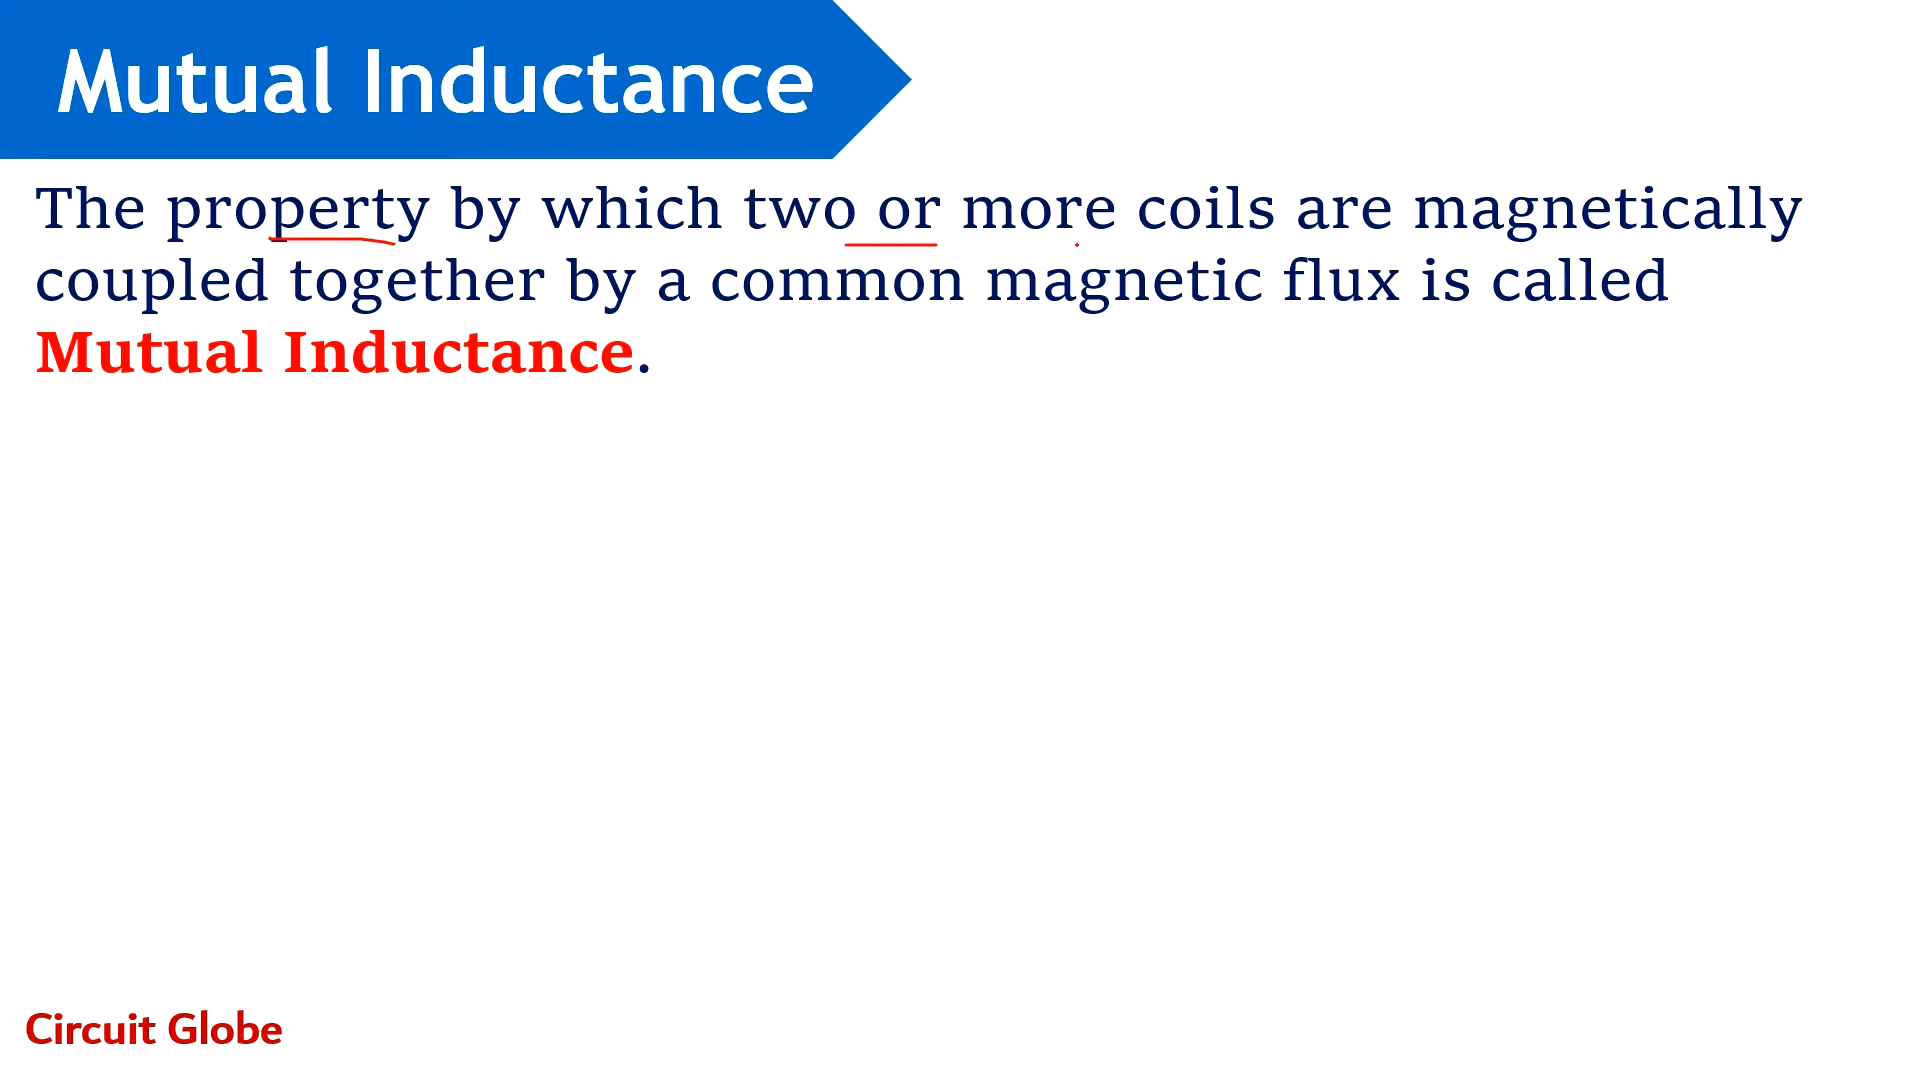 Mutual Inductance
The property by which two or more coils are magnetically
coupled together by a common magnetic flux is called
Mutual Inductance.
Circuit Globe